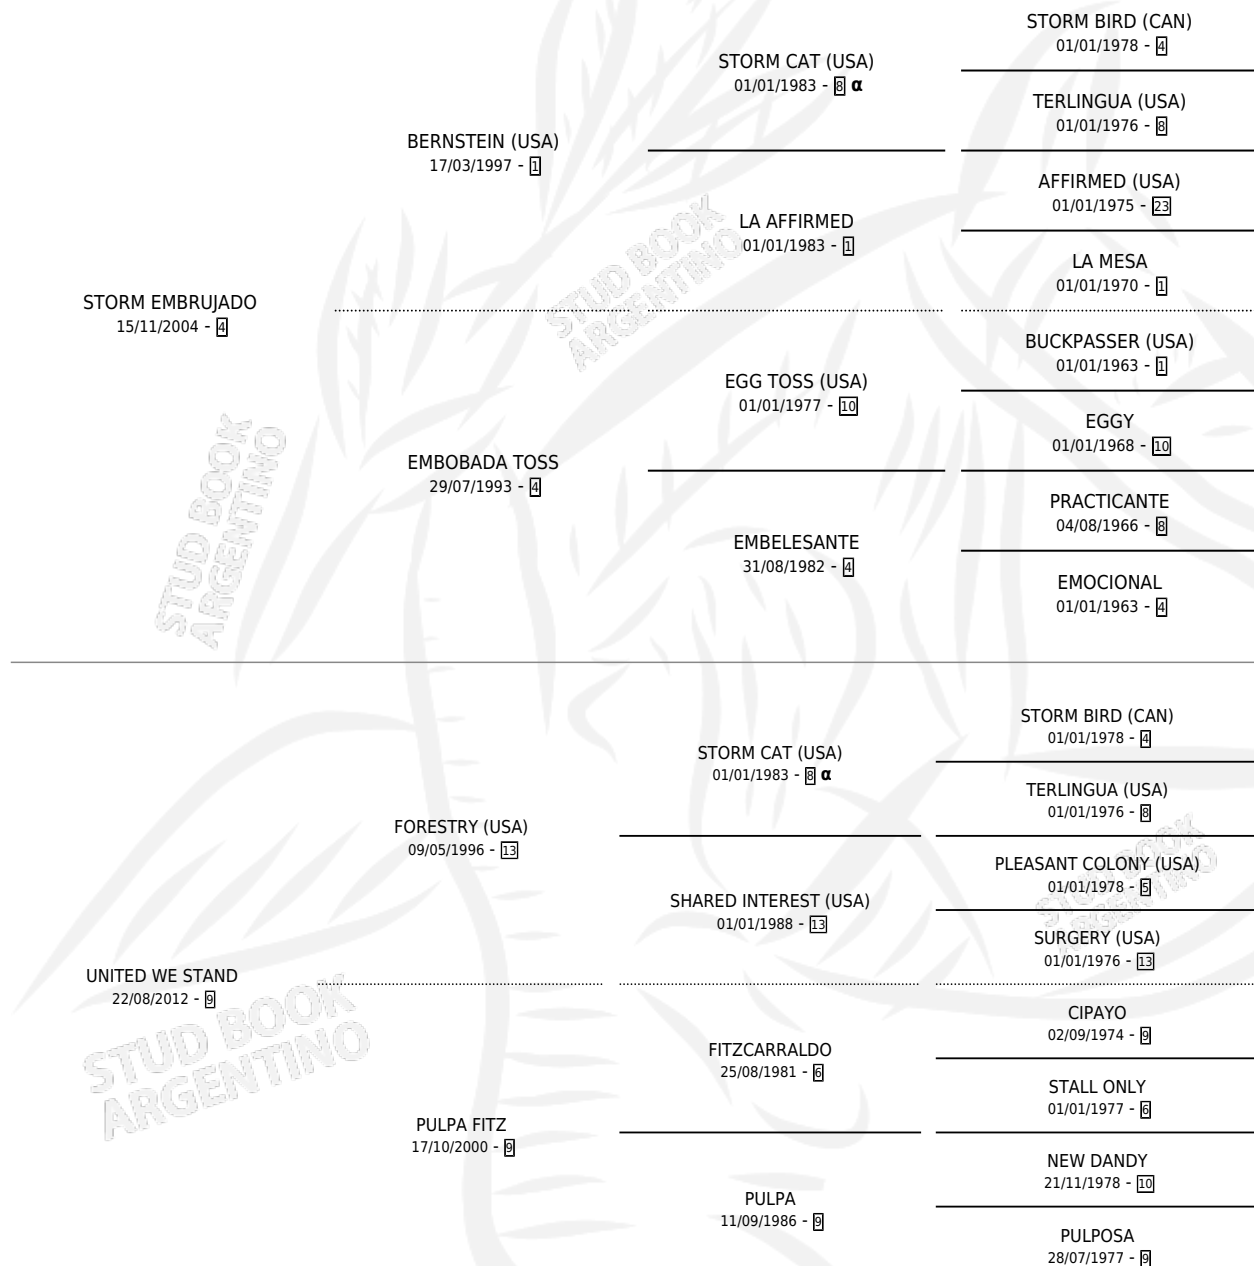 STORM BIRD (CAN)
01/01/1978 - 4
STORM CAT (USA)
01/01/1983 - 8 α
TERLINGUA (USA)
01/01/1976 - 8
BERNSTEIN (USA)
17/03/1997 - 1
AFFIRMED (USA)
01/01/1975 - 23
LA AFFIRMED
01/01/1983 - 1
LA MESA
01/01/1970 - 1
STORM EMBRUJADO
15/11/2004 - 4
BUCKPASSER (USA)
01/01/1963 - 1
EGG TOSS (USA)
01/01/1977 - 10
EGGY
01/01/1968 - 10
EMBOBADA TOSS
29/07/1993 - 4
PRACTICANTE
04/08/1966 - 8
EMBELESANTE
31/08/1982 - 4
EMOCIONAL
01/01/1963 - 4
STORM BIRD (CAN)
01/01/1978 - 4
STORM CAT (USA)
01/01/1983 - 8 α
TERLINGUA (USA)
01/01/1976 - 8
FORESTRY (USA)
09/05/1996 - 13
PLEASANT COLONY (USA)
01/01/1978 - 5
SHARED INTEREST (USA)
01/01/1988 - 13
SURGERY (USA)
01/01/1976 - 13
UNITED WE STAND
22/08/2012 - 9
CIPAYO
02/09/1974 - 9
FITZCARRALDO
25/08/1981 - 6
STALL ONLY
01/01/1977 - 6
PULPA FITZ
17/10/2000 - 9
NEW DANDY
21/11/1978 - 10
PULPA
11/09/1986 - 9
PULPOSA
28/07/1977 - 9
STUD BOOK
ARGENTINO
STUD BOOK
ARGENTINO
STUD BOOK
ARGENTINO
STUD BOOK
ARGENTINO